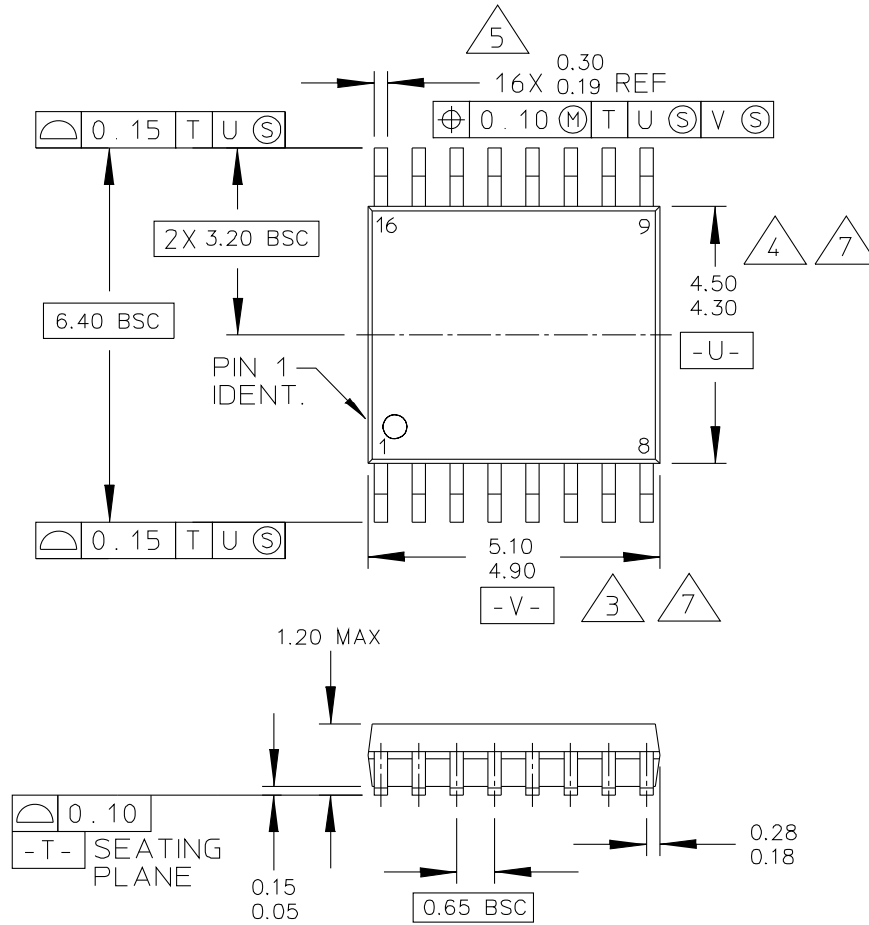 5
16X 0.30 0.19 REF
⌓ 0.15 T U Ⓢ
⌖ 0.10 Ⓜ T U Ⓢ V Ⓢ
16
9
2X 3.20 BSC
4
7
4.50
4.30
6.40 BSC
-U-
PIN 1
IDENT.
1
8
⌓ 0.15 T U Ⓢ
5.10
4.90
-V-
3
7
1.20 MAX
⌓ 0.10
-T- SEATING
PLANE
0.15
0.05
0.65 BSC
0.28
0.18